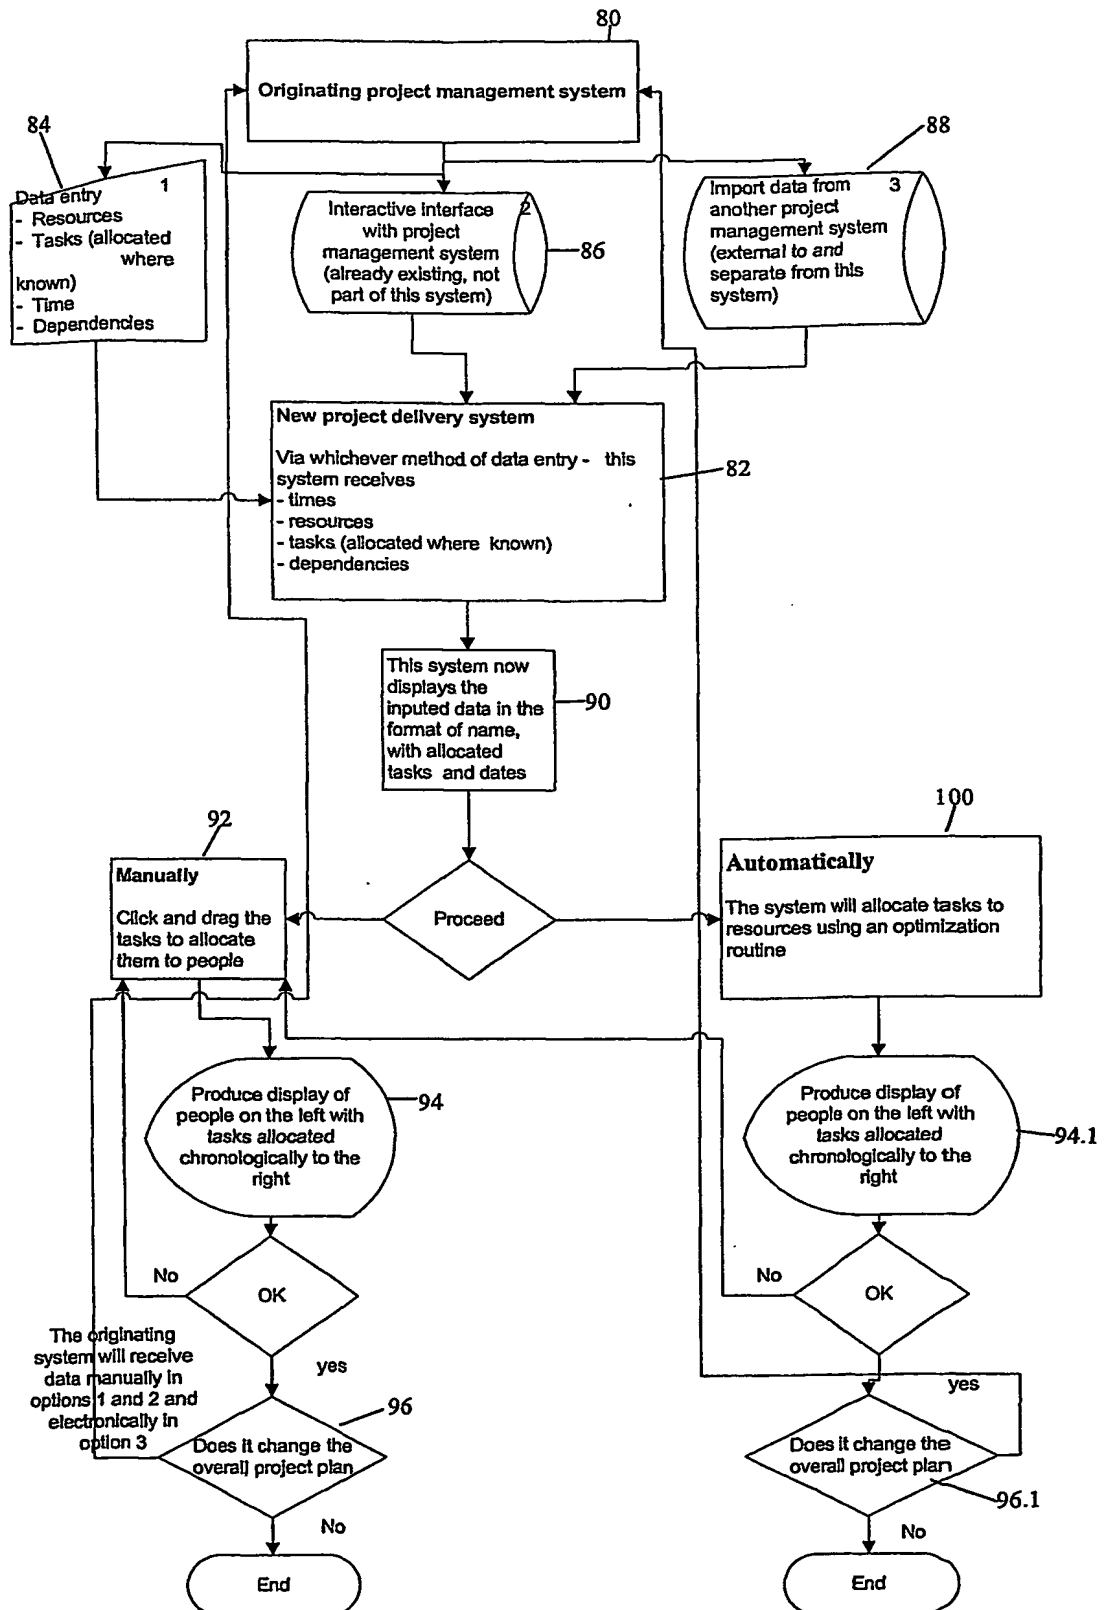 80
Originating project management system
84
1
Data entry
- Resources
- Tasks (allocated
where
known)
- Time
- Dependencies
2
Interactive interface
with project
management system
(already existing, not
part of this system)
86
88
3
Import data from
another project
management system
(external to and
separate from this
system)
New project delivery system
Via whichever method of data entry - this
system receives
- times
- resources
- tasks (allocated where known)
- dependencies
82
This system now
displays the
inputed data in the
format of name,
with allocated
tasks and dates
90
92
Manually
Click and drag the
tasks to allocate
them to people
Proceed
100
Automatically
The system will allocate tasks to
resources using an optimization
routine
Produce display of
people on the left with
tasks allocated
chronologically to the
right
94
Produce display of
people on the left with
tasks allocated
chronologically to the
right
94.1
No
OK
yes
No
OK
yes
The originating
system will receive
data manually in
options 1 and 2 and
electronically in
option 3
Does it change the
overall project plan
96
Does it change the
overall project plan
96.1
No
No
End
End